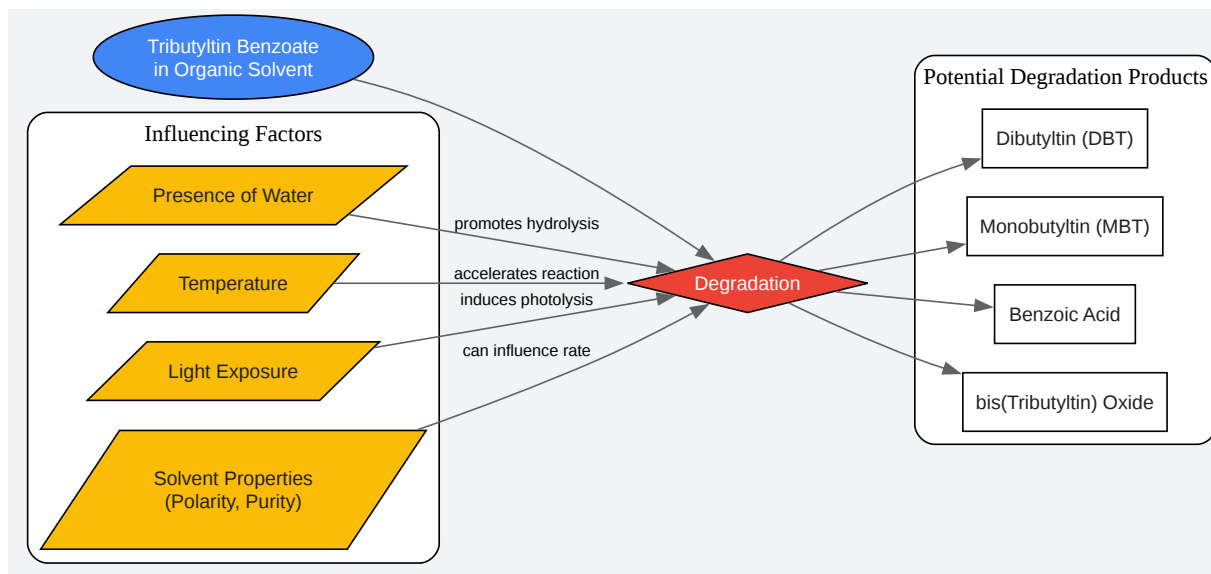 Tributyltin Benzoate
in Organic Solvent
Influencing Factors
Presence of Water
Temperature
Light Exposure
Solvent Properties
(Polarity, Purity)
promotes hydrolysis
accelerates reaction
induces photolysis
can influence rate
Degradation
Potential Degradation Products
Dibutyltin (DBT)
Monobutyltin (MBT)
Benzoic Acid
bis(Tributyltin) Oxide